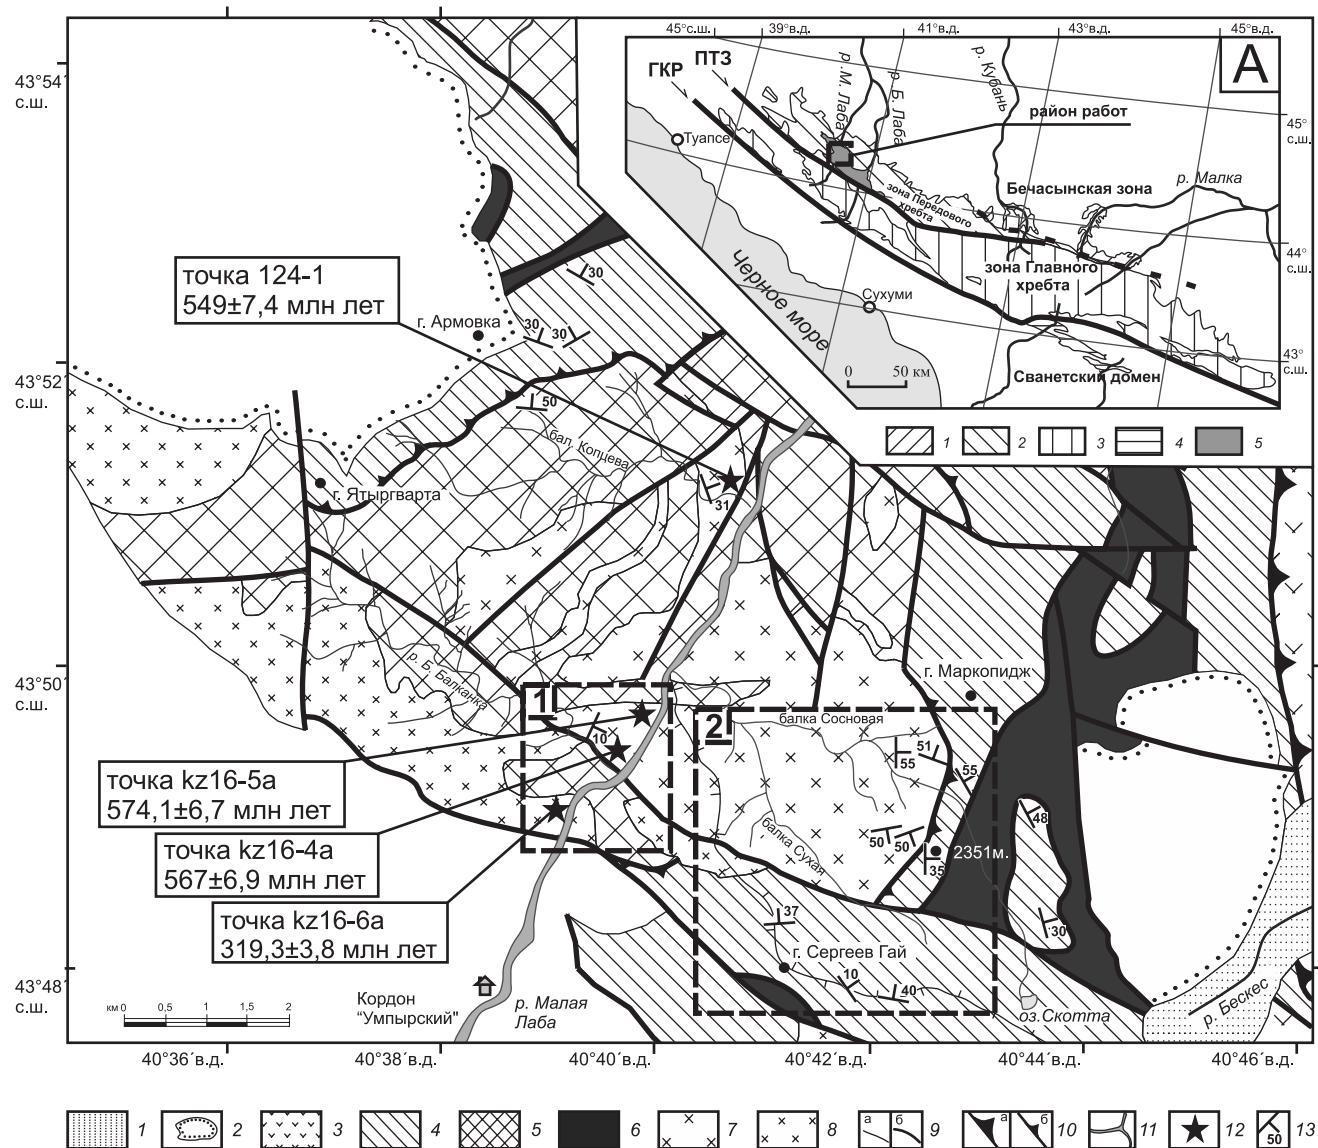 43°54´
с.ш.
43°52´
с.ш.
43°50´
с.ш.
43°48´
с.ш.
45°с.ш.
39°в.д.
41°в.д.
43°в.д.
45°в.д.
А
ГКР
ПТЗ
р. М. Лаба
р. Б. Лаба
р. Кубань
район работ
45°
с.ш.
Туапсе
Бечасынская зона
р. Малка
зона Передового
хребта
44°
с.ш.
зона Главного
хребта
Черное море
Сухуми
43°
с.ш.
0 50 км
Сванетский домен
1 2 3 4 5
точка 124-1
549±7,4 млн лет
г. Армовка
30
30
30
50
бал. Копцева
г. Ятыргварта
31
р. Б. Балканка
г. Маркопидж
1
2
балка Сосновая
10
51
55
55
точка kz16-5a
574,1±6,7 млн лет
48
балка Сухая
50
50
2351м.
35
точка kz16-4a
567±6,9 млн лет
точка kz16-6a
319,3±3,8 млн лет
37
30
г. Сергеев Гай
10
40
Кордон
"Умпырский"
р. Малая
Лаба
оз.Скотта
р. Бескес
км 0 0,5 1 1,5 2
40°36´в.д. 40°38´в.д. 40°40´в.д. 40°42´в.д. 40°44´в.д. 40°46´в.д.
1 2 3 4 5 6 7 8 а б 9 а б 10 11 12 50 13